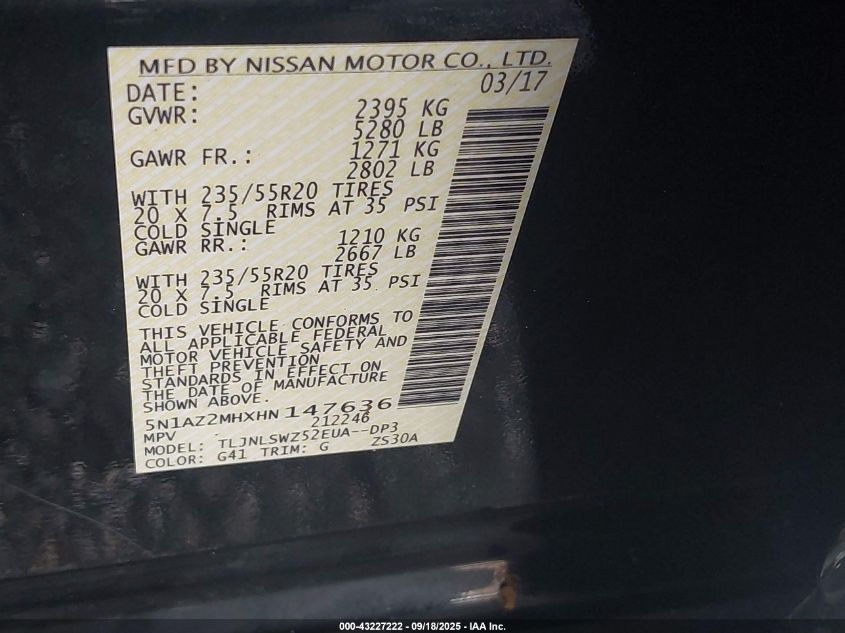 MFD BY NISSAN MOTOR CO., LTD.
DATE: 03/17
GVWR: 2395 KG
5280 LB
GAWR FR.: 1271 KG
2802 LB
WITH 235/55R20 TIRES
20 X 7.5 RIMS AT 35 PSI
COLD SINGLE
GAWR RR.: 1210 KG
2667 LB
WITH 235/55R20 TIRES
20 X 7.5 RIMS AT 35 PSI
COLD SINGLE
THIS VEHICLE CONFORMS TO
ALL APPLICABLE FEDERAL
MOTOR VEHICLE SAFETY AND
THEFT PREVENTION
STANDARDS IN EFFECT ON
THE DATE OF MANUFACTURE
SHOWN ABOVE.
5N1AZ2MHXHN147636
MPV 212246
MODEL: TLJNLSWZ52EUA--DP3
COLOR: G41 TRIM: G ZS30A
000-43227222 - 09/18/2025 - IAA Inc.